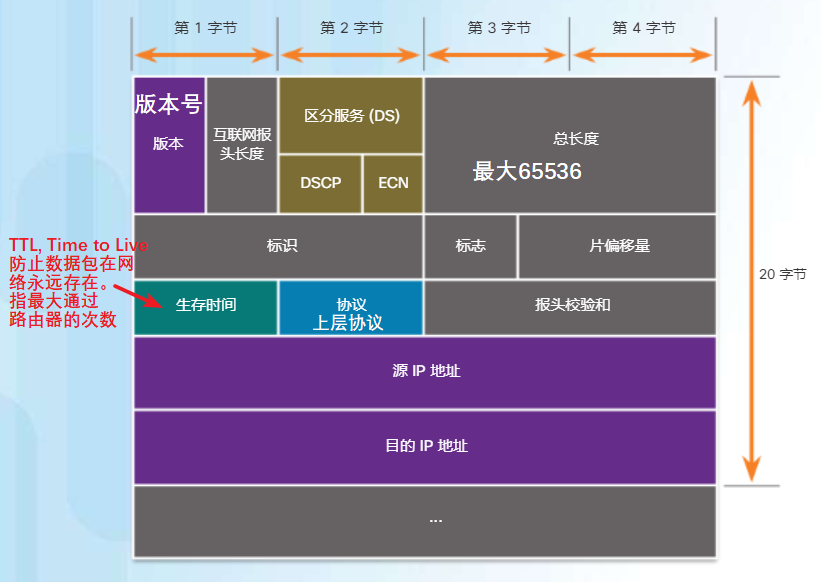 第 1 字节
第 2 字节
第 3 字节
第 4 字节
版本号
版本
互联网报
头长度
区分服务 (DS)
DSCP
ECN
总长度
最大65536
标识
标志
片偏移量
20 字节
TTL, Time to Live
防止数据包在网
络永远存在。
指最大通过
路由器的次数
生存时间
协议
上层协议
报头校验和
源 IP 地址
目的 IP 地址
...